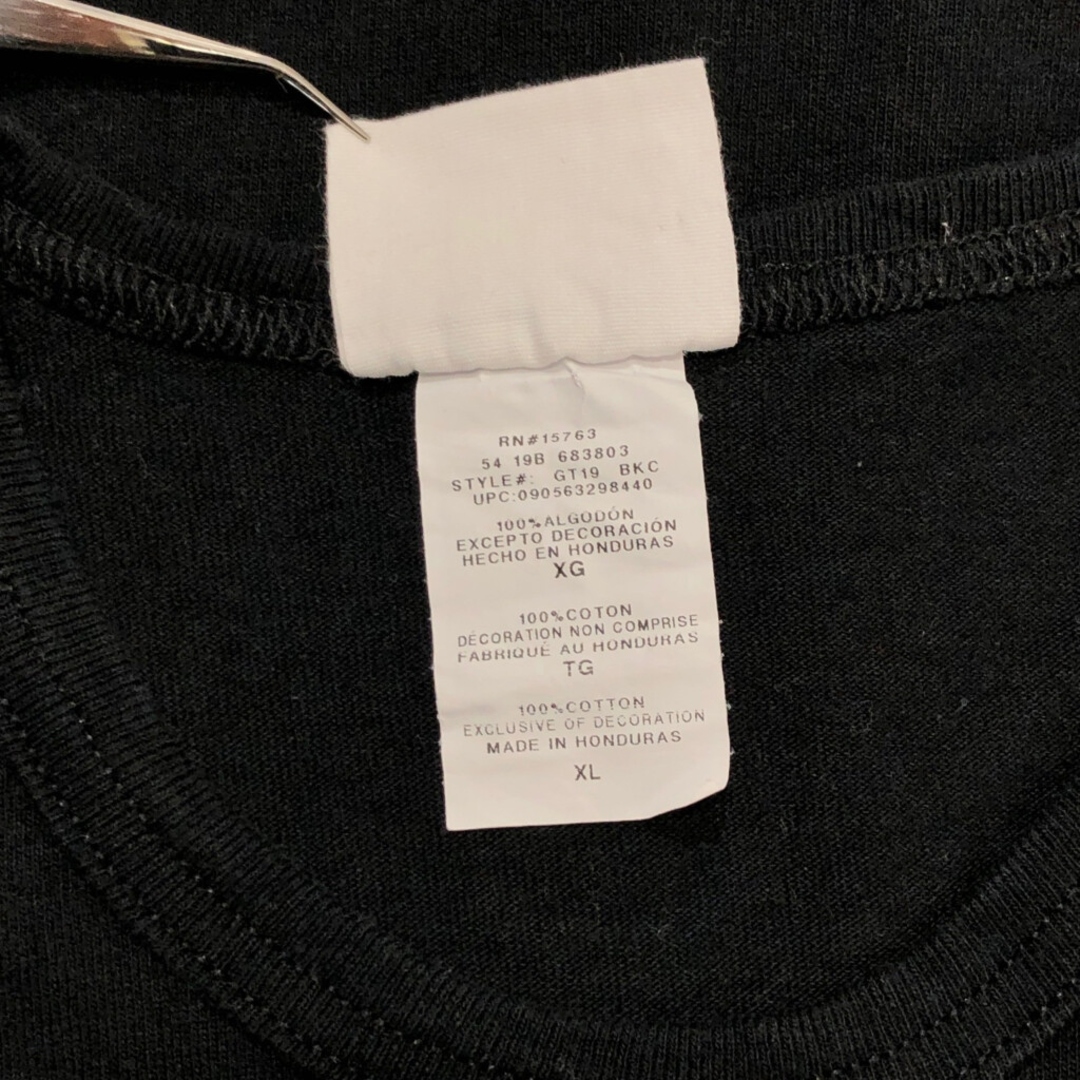 RN#15763
54 19B 683803
STYLE#: GT19 BKC
UPC:090563298440
100%ALGODÓN
EXCEPTO DECORACIÓN
HECHO EN HONDURAS
XG
100%COTON
DÉCORATION NON COMPRISE
FABRIQUÉ AU HONDURAS
TG
100%COTTON
EXCLUSIVE OF DECORATION
MADE IN HONDURAS
XL